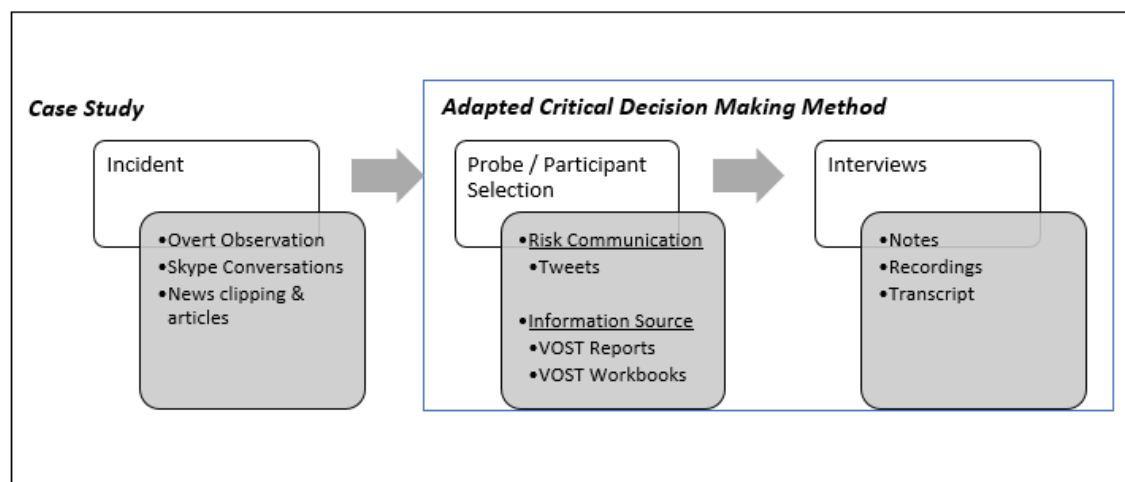 Case Study
Adapted Critical Decision Making Method
Incident
•Overt Observation
•Skype Conversations
•News clipping &
articles
Probe / Participant
Selection
•Risk Communication
•Tweets
•Information Source
•VOST Reports
•VOST Workbooks
Interviews
•Notes
•Recordings
•Transcript